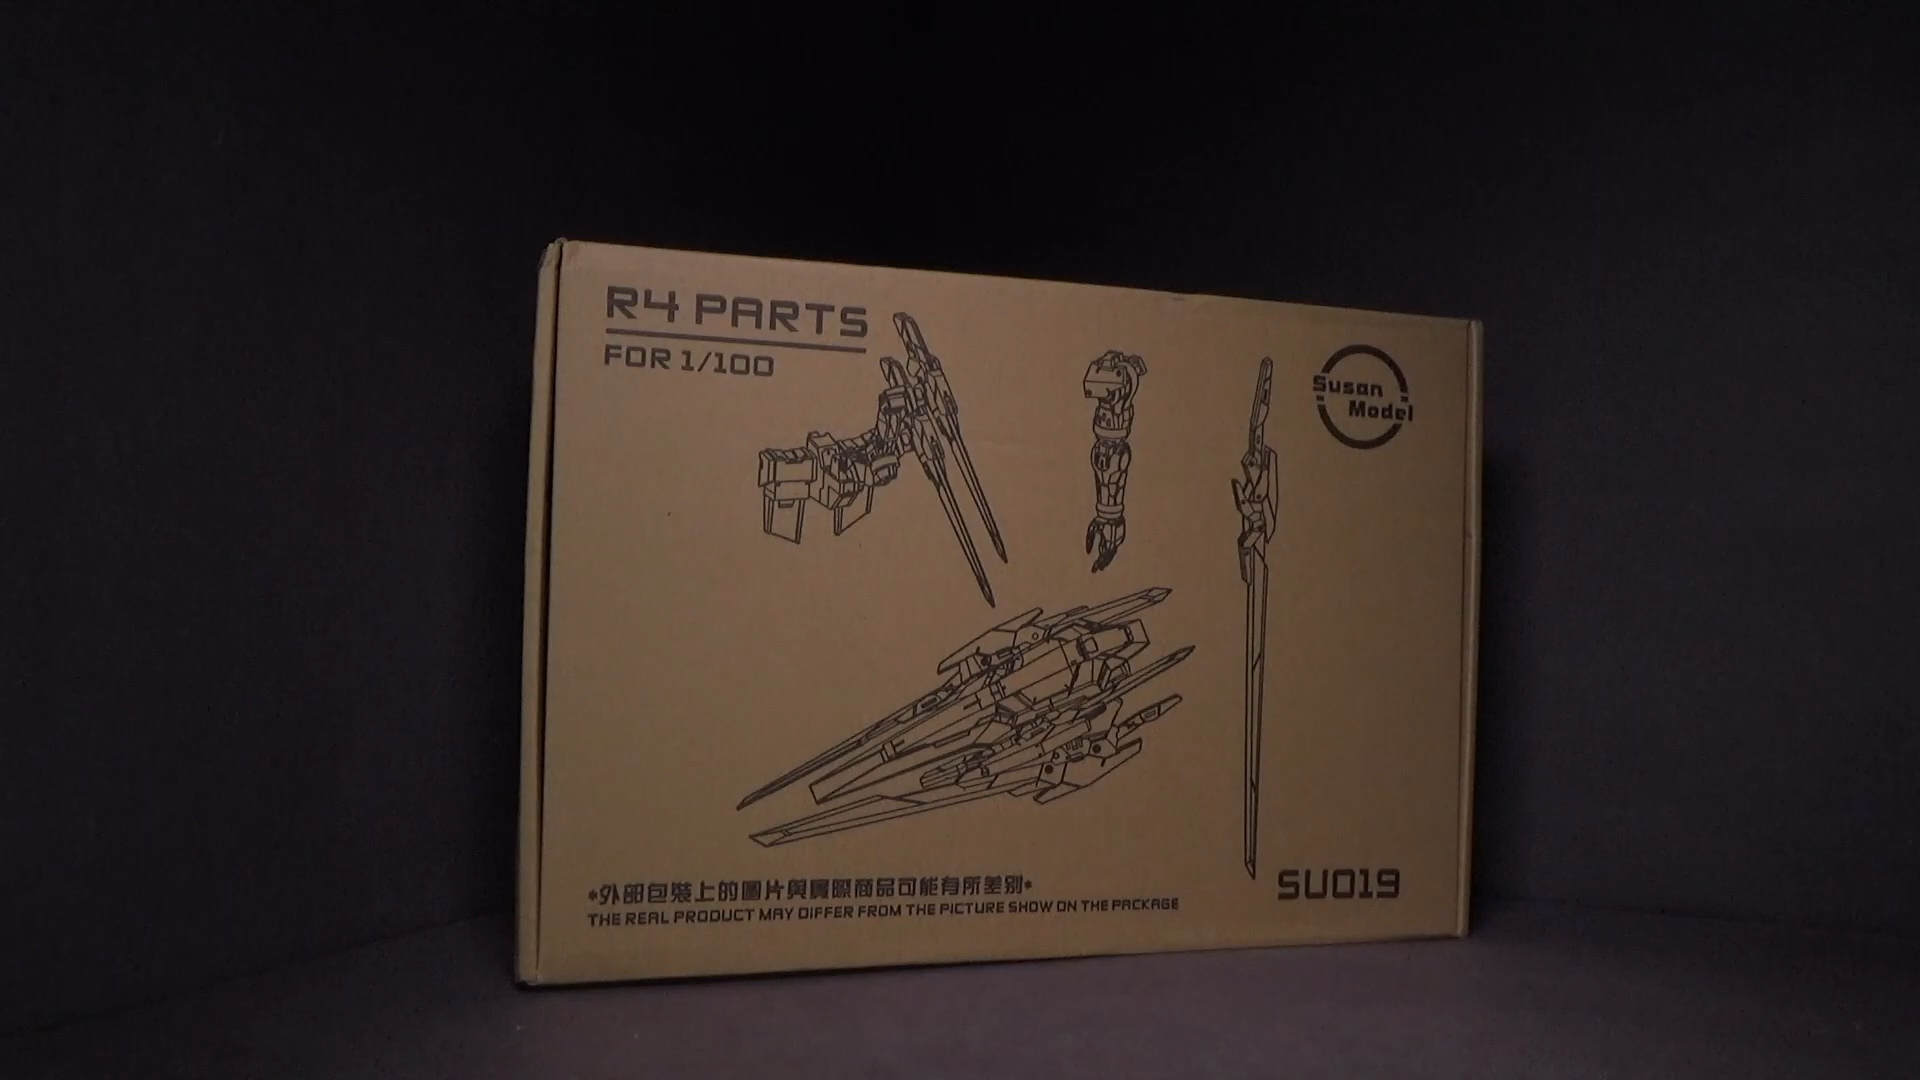 R4 PARTS
FOR 1/100
Susan
Model
*外部包裝上的圖片與實際商品可能有所差別*
THE REAL PRODUCT MAY DIFFER FROM THE PICTURE SHOW ON THE PACKAGE
SU019